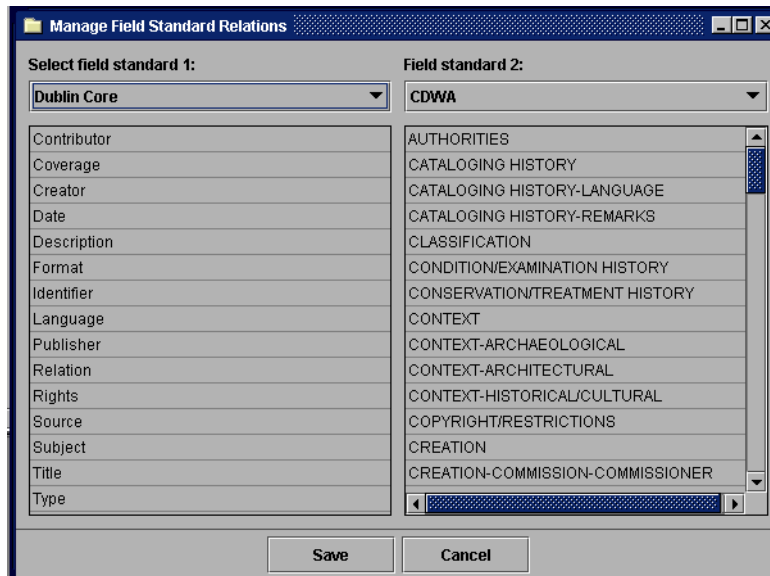 Manage Field Standard Relations
Select field standard 1:
Dublin Core
Contributor
Coverage
Creator
Date
Description
Format
Identifier
Language
Publisher
Relation
Rights
Source
Subject
Title
Type
Field standard 2:
CDWA
AUTHORITIES
CATALOGING HISTORY
CATALOGING HISTORY-LANGUAGE
CATALOGING HISTORY-REMARKS
CLASSIFICATION
CONDITION/EXAMINATION HISTORY
CONSERVATION/TREATMENT HISTORY
CONTEXT
CONTEXT-ARCHAEOLOGICAL
CONTEXT-ARCHITECTURAL
CONTEXT-HISTORICAL/CULTURAL
COPYRIGHT/RESTRICTIONS
CREATION
CREATION-COMMISSION-COMMISSIONER
Save
Cancel